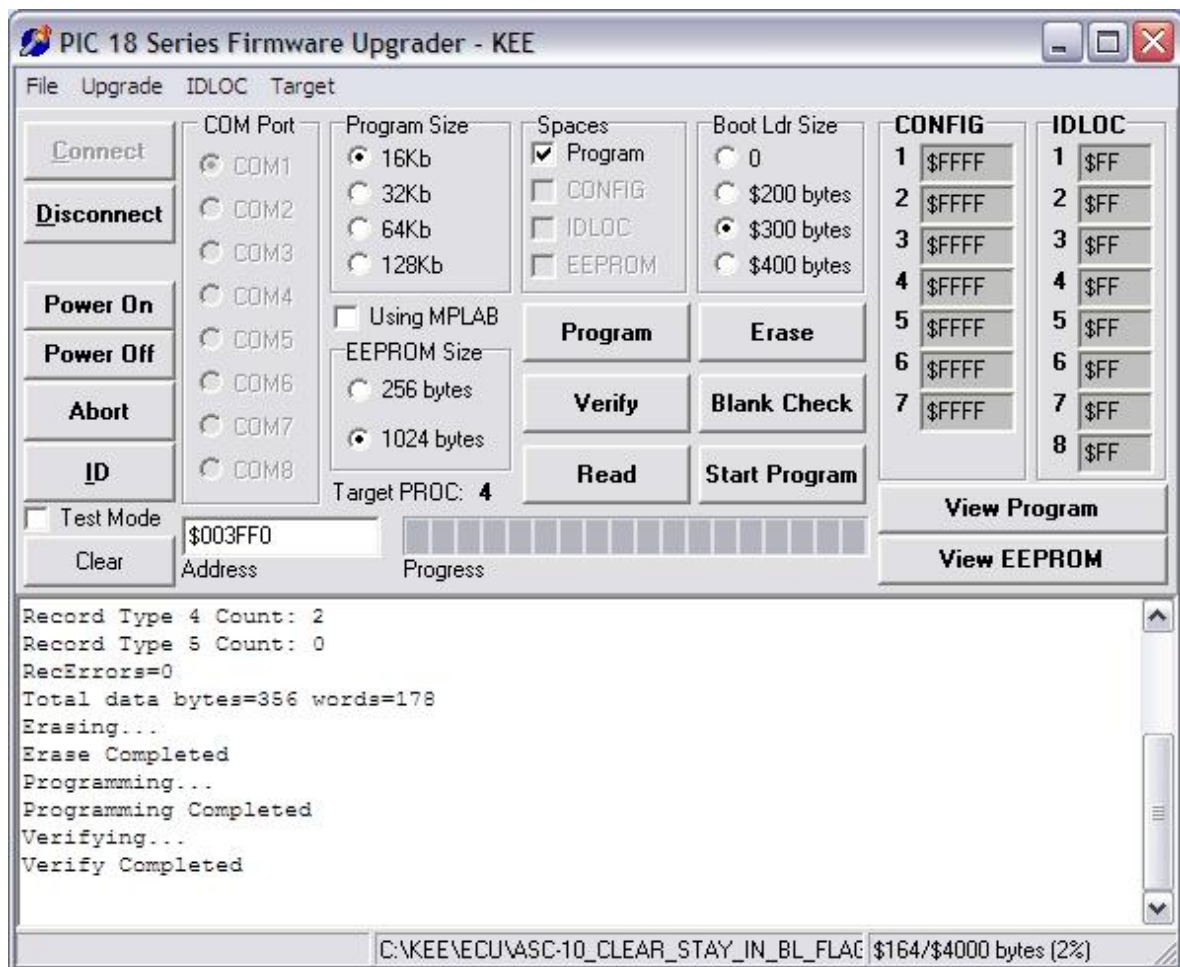 PIC 18 Series Firmware Upgrader - KEE
File Upgrade IDLOC Target
Connect
Disconnect
Power On
Power Off
Abort
ID
Test Mode
Clear
COM Port
COM1
COM2
COM3
COM4
COM5
COM6
COM7
COM8
Program Size
16Kb
32Kb
64Kb
128Kb
Using MPLAB
EEPROM Size
256 bytes
1024 bytes
Target PROC: 4
Spaces
Program
CONFIG
IDLOC
EEPROM
Boot Ldr Size
0
$200 bytes
$300 bytes
$400 bytes
Program
Erase
Verify
Blank Check
Read
Start Program
CONFIG
1 $FFFF
2 $FFFF
3 $FFFF
4 $FFFF
5 $FFFF
6 $FFFF
7 $FFFF
IDLOC
1 $FF
2 $FF
3 $FF
4 $FF
5 $FF
6 $FF
7 $FF
8 $FF
View Program
View EEPROM
$003FF0
Address
Progress
Record Type 4 Count: 2
Record Type 5 Count: 0
RecErrors=0
Total data bytes=356 words=178
Erasing...
Erase Completed
Programming...
Programming Completed
Verifying...
Verify Completed
C:\KEE\ECU\ASC-10_CLEAR_STAY_IN_BL_FLAG
$164/$4000 bytes (2%)